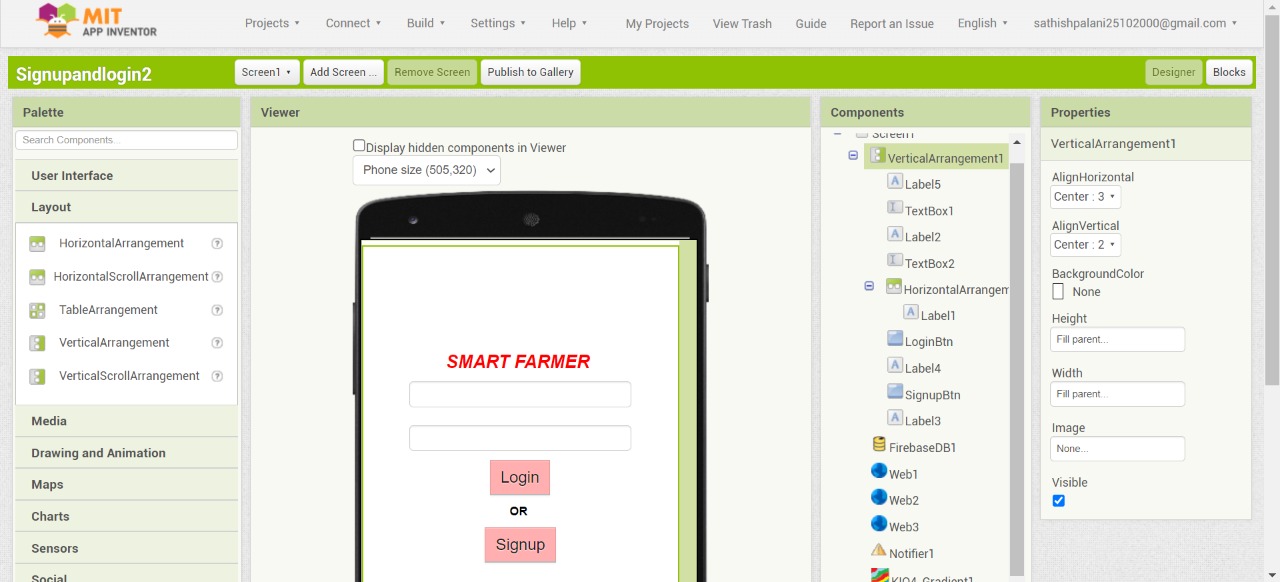 MIT
APP INVENTOR
Projects
Connect
Build
Settings
Help
My Projects
View Trash
Guide
Report an Issue
English
sathishpalani25102000@gmail.com
Signupandlogin2
Screen1
Add Screen ...
Remove Screen
Publish to Gallery
Designer
Blocks
Palette
Search Components...
User Interface
Layout
HorizontalArrangement
HorizontalScrollArrangement
TableArrangement
VerticalArrangement
VerticalScrollArrangement
Media
Drawing and Animation
Maps
Charts
Sensors
Social
Viewer
Display hidden components in Viewer
Phone size (505,320)
SMART FARMER
Login
OR
Signup
Components
Screen1
VerticalArrangement1
Label5
TextBox1
Label2
TextBox2
HorizontalArrangem
Label1
LoginBtn
Label4
SignupBtn
Label3
FirebaseDB1
Web1
Web2
Web3
Notifier1
KIO4_Gradient1
Properties
VerticalArrangement1
AlignHorizontal
Center : 3
AlignVertical
Center : 2
BackgroundColor
None
Height
Fill parent...
Width
Fill parent...
Image
None...
Visible